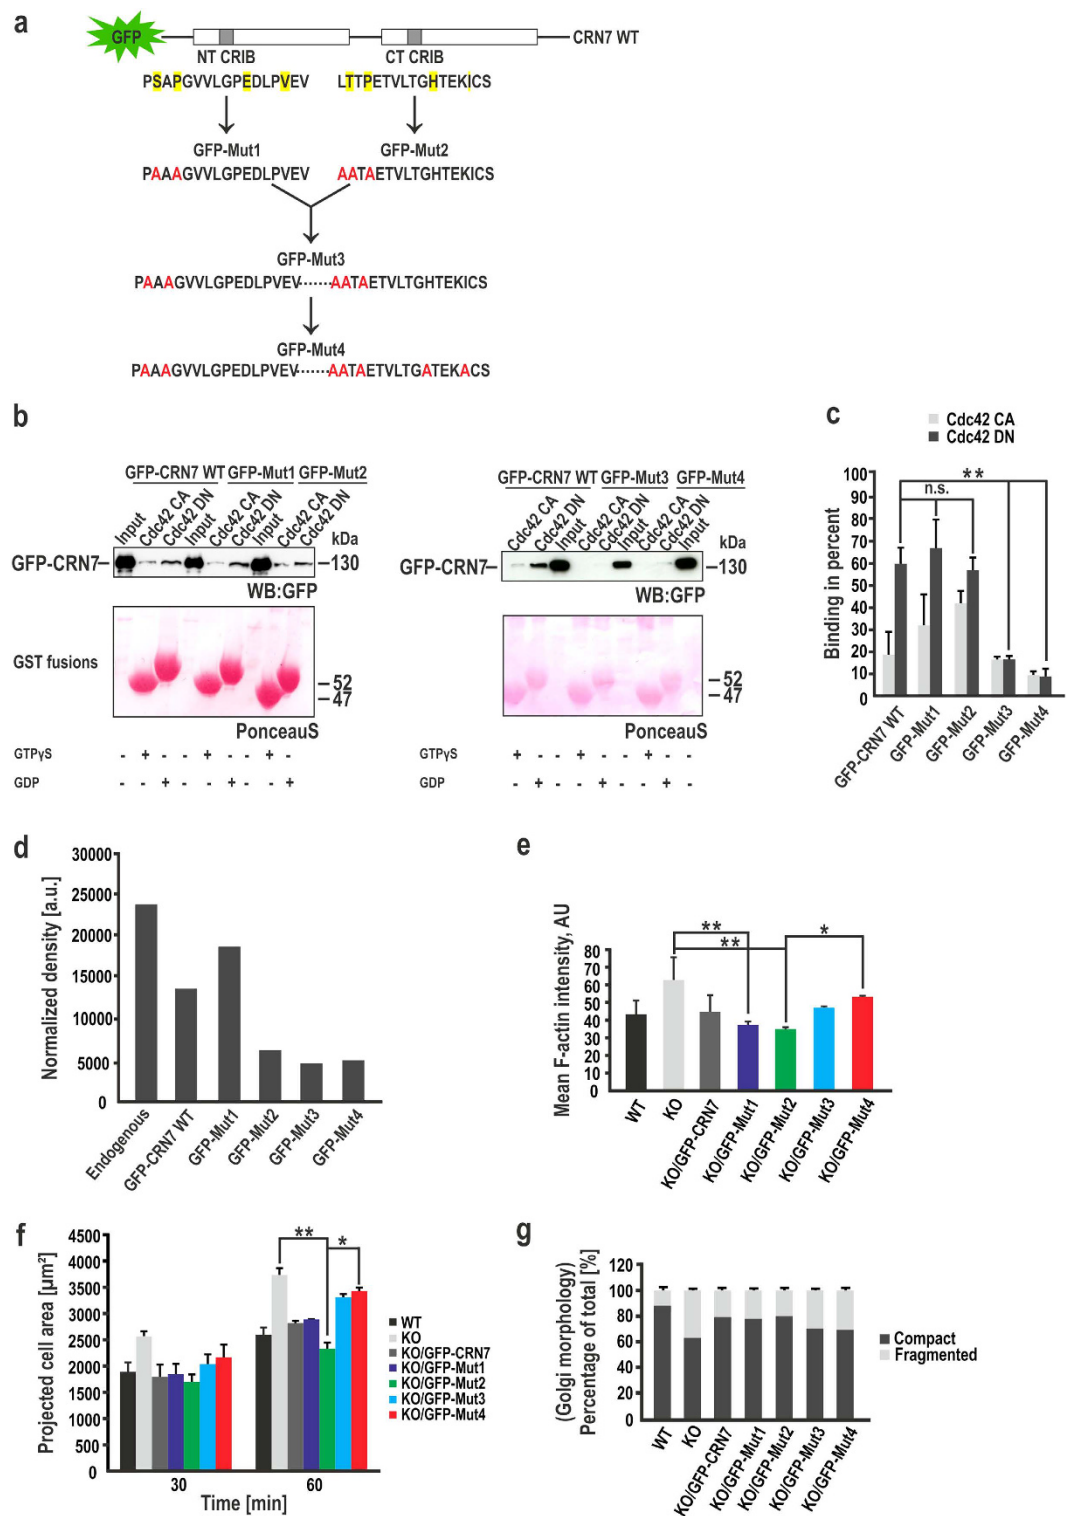 a
GFP
CRN7 WT
NT CRIB
CT CRIB
PSAPGVVLGPEDLPVEV
LTTPETVLTGHTEKICS
GFP-Mut1
GFP-Mut2
PAAAGVVLGPEDLPVEV
AATAETVLTGHTEKICS
GFP-Mut3
PAAAGVVLGPEDLPVEV......AATAETVLTGHTEKICS
GFP-Mut4
PAAAGVVLGPEDLPVEV......AATAETVLTGATEKACS
b
GFP-CRN7 WT GFP-Mut1 GFP-Mut2
Input Cdc42 CA Cdc42 DN Input Cdc42 CA Cdc42 DN Input Cdc42 CA Cdc42 DN
kDa
GFP-CRN7–
–130
WB:GFP
GST fusions
–52
–47
PonceauS
GTPγS - + - - + - - + -
GDP - - + - - + - - +
GFP-CRN7 WT GFP-Mut3 GFP-Mut4
Cdc42 CA Cdc42 DN Input Cdc42 CA Cdc42 DN Input Cdc42 CA Cdc42 DN Input
kDa
GFP-CRN7–
–130
WB:GFP
–52
–47
PonceauS
GTPγS + - - + - - + - -
GDP - + - - + - - + -
c
Cdc42 CA
Cdc42 DN
Binding in percent
100
90
80
70
60
50
40
30
20
10
0
**
n.s.
GFP-CRN7 WT
GFP-Mut1
GFP-Mut2
GFP-Mut3
GFP-Mut4
d
Normalized density [a.u.]
30000
25000
20000
15000
10000
5000
0
Endogenous
GFP-CRN7 WT
GFP-Mut1
GFP-Mut2
GFP-Mut3
GFP-Mut4
e
Mean F-actin intensity, AU
80
70
60
50
40
30
20
10
0
**
**
*
WT
KO
KO/GFP-CRN7
KO/GFP-Mut1
KO/GFP-Mut2
KO/GFP-Mut3
KO/GFP-Mut4
f
Projected cell area [µm²]
4500
4000
3500
3000
2500
2000
1500
1000
500
0
**
*
30
60
Time [min]
WT
KO
KO/GFP-CRN7
KO/GFP-Mut1
KO/GFP-Mut2
KO/GFP-Mut3
KO/GFP-Mut4
g
(Golgi morphology)
Percentage of total [%]
120
100
80
60
40
20
0
Compact
Fragmented
WT
KO
KO/GFP-CRN7
KO/GFP-Mut1
KO/GFP-Mut2
KO/GFP-Mut3
KO/GFP-Mut4